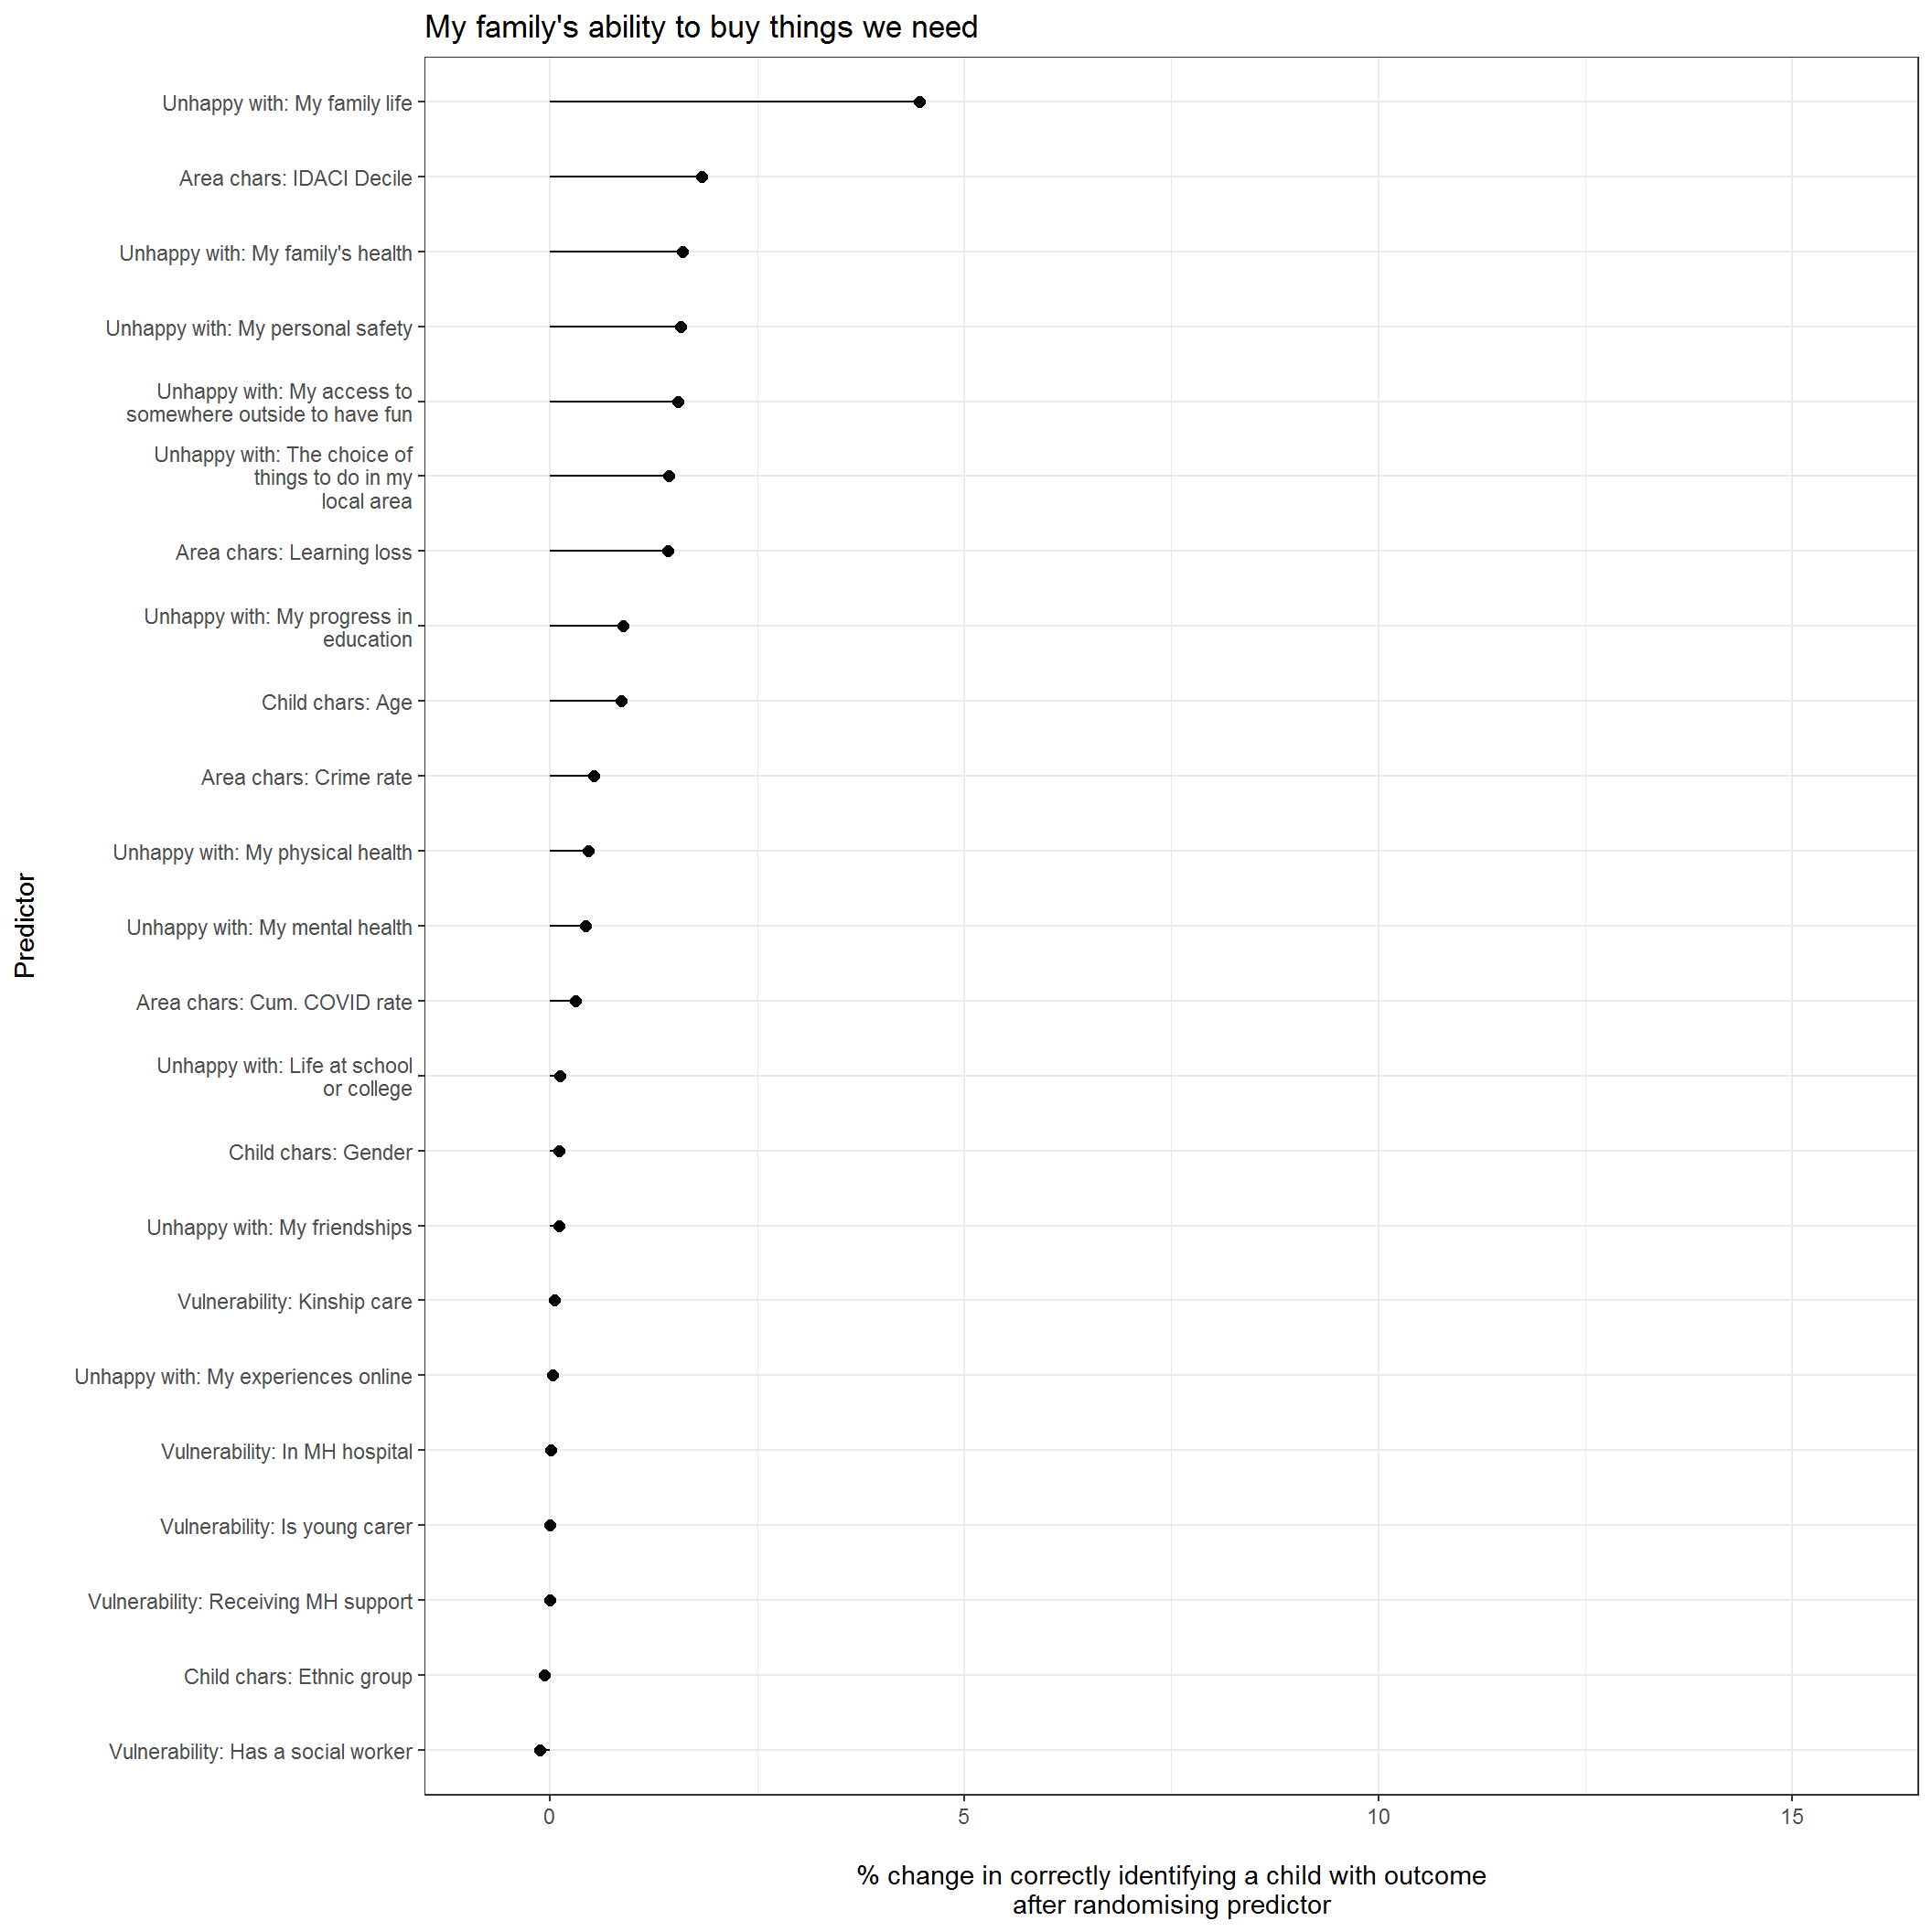 My family's ability to buy things we need
Unhappy with: My family life
Area chars: IDACI Decile
Unhappy with: My family's health
Unhappy with: My personal safety
Unhappy with: My access to
somewhere outside to have fun
Unhappy with: The choice of
things to do in my
local area
Area chars: Learning loss
Unhappy with: My progress in
education
Child chars: Age
Area chars: Crime rate
Unhappy with: My physical health
Unhappy with: My mental health
Area chars: Cum. COVID rate
Unhappy with: Life at school
or college
Child chars: Gender
Unhappy with: My friendships
Vulnerability: Kinship care
Unhappy with: My experiences online
Vulnerability: In MH hospital
Vulnerability: Is young carer
Vulnerability: Receiving MH support
Child chars: Ethnic group
Vulnerability: Has a social worker
Predictor
0 5 10 15
% change in correctly identifying a child with outcome
after randomising predictor